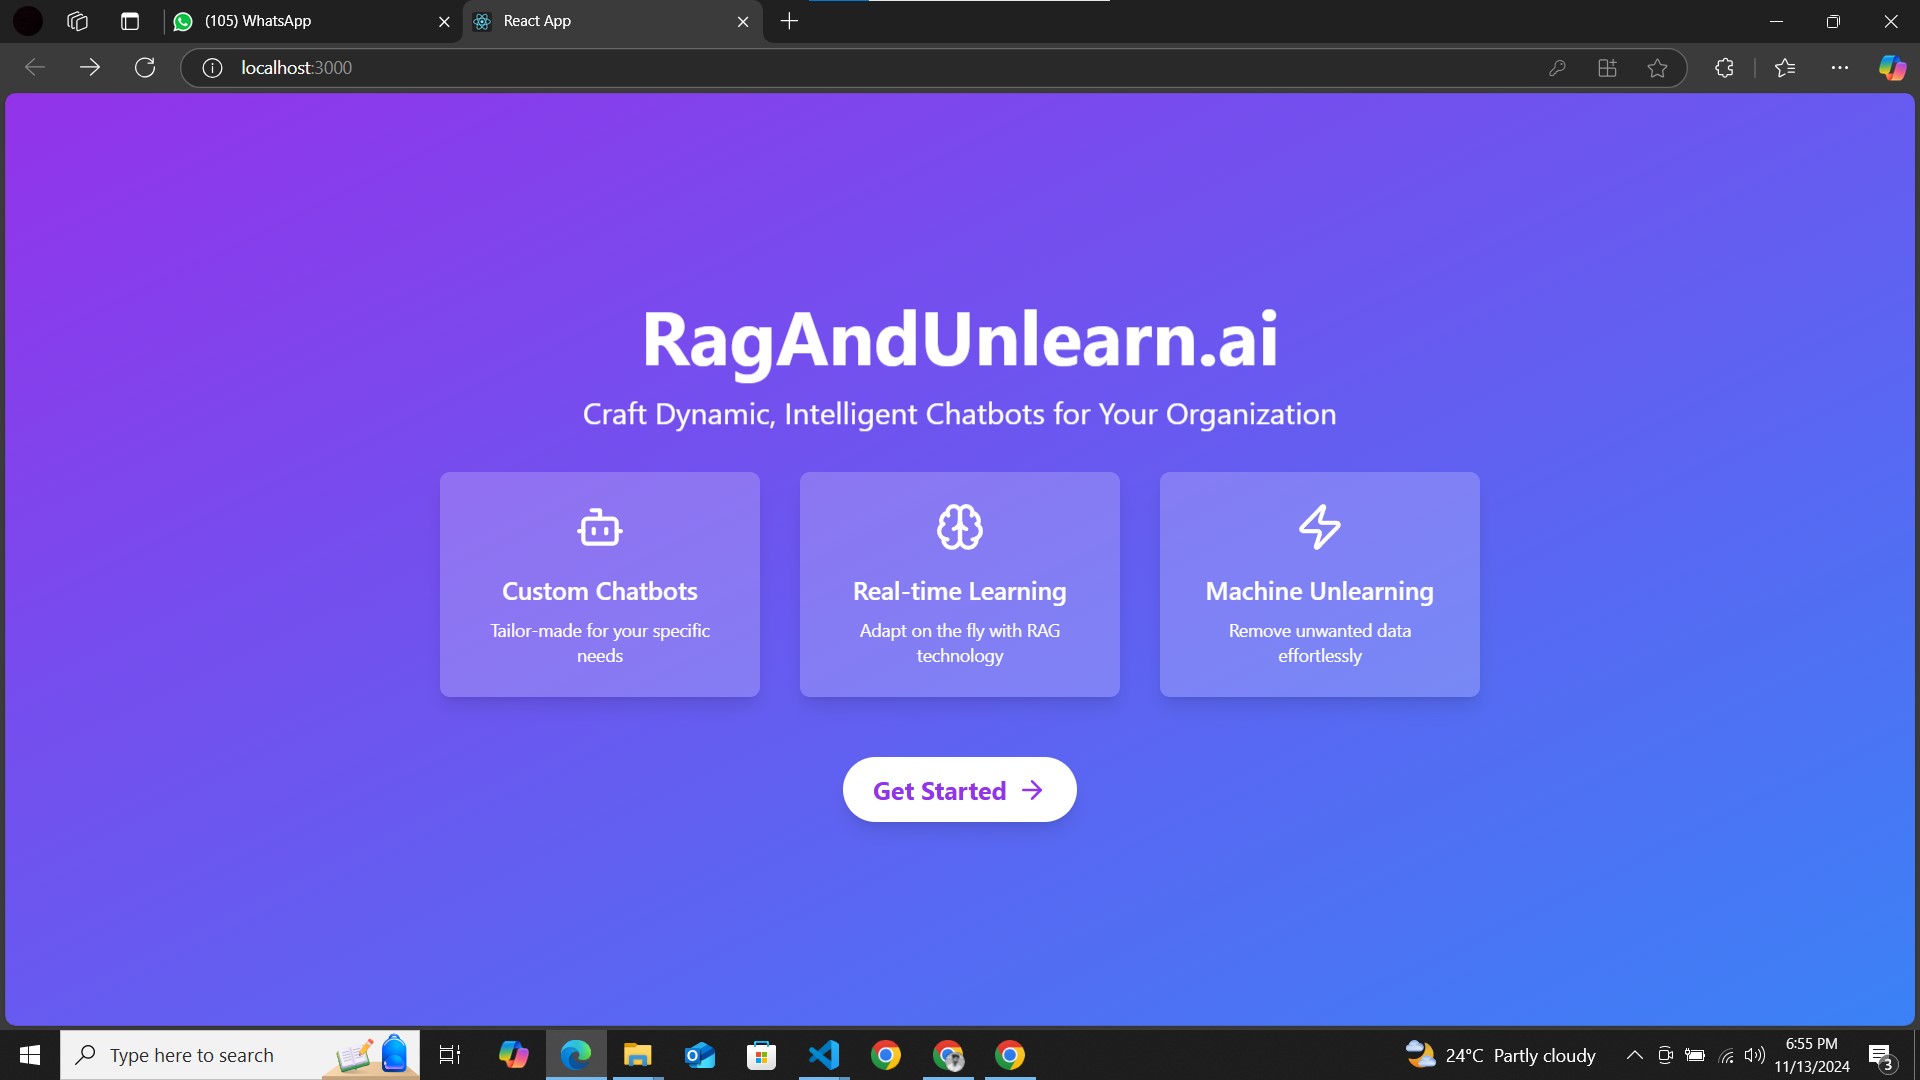 (105) WhatsApp
React App
localhost:3000
RagAndUnlearn.ai
Craft Dynamic, Intelligent Chatbots for Your Organization
Custom Chatbots
Tailor-made for your specific
needs
Real-time Learning
Adapt on the fly with RAG
technology
Machine Unlearning
Remove unwanted data
effortlessly
Get Started
Type here to search
24°C Partly cloudy
6:55 PM
11/13/2024
3